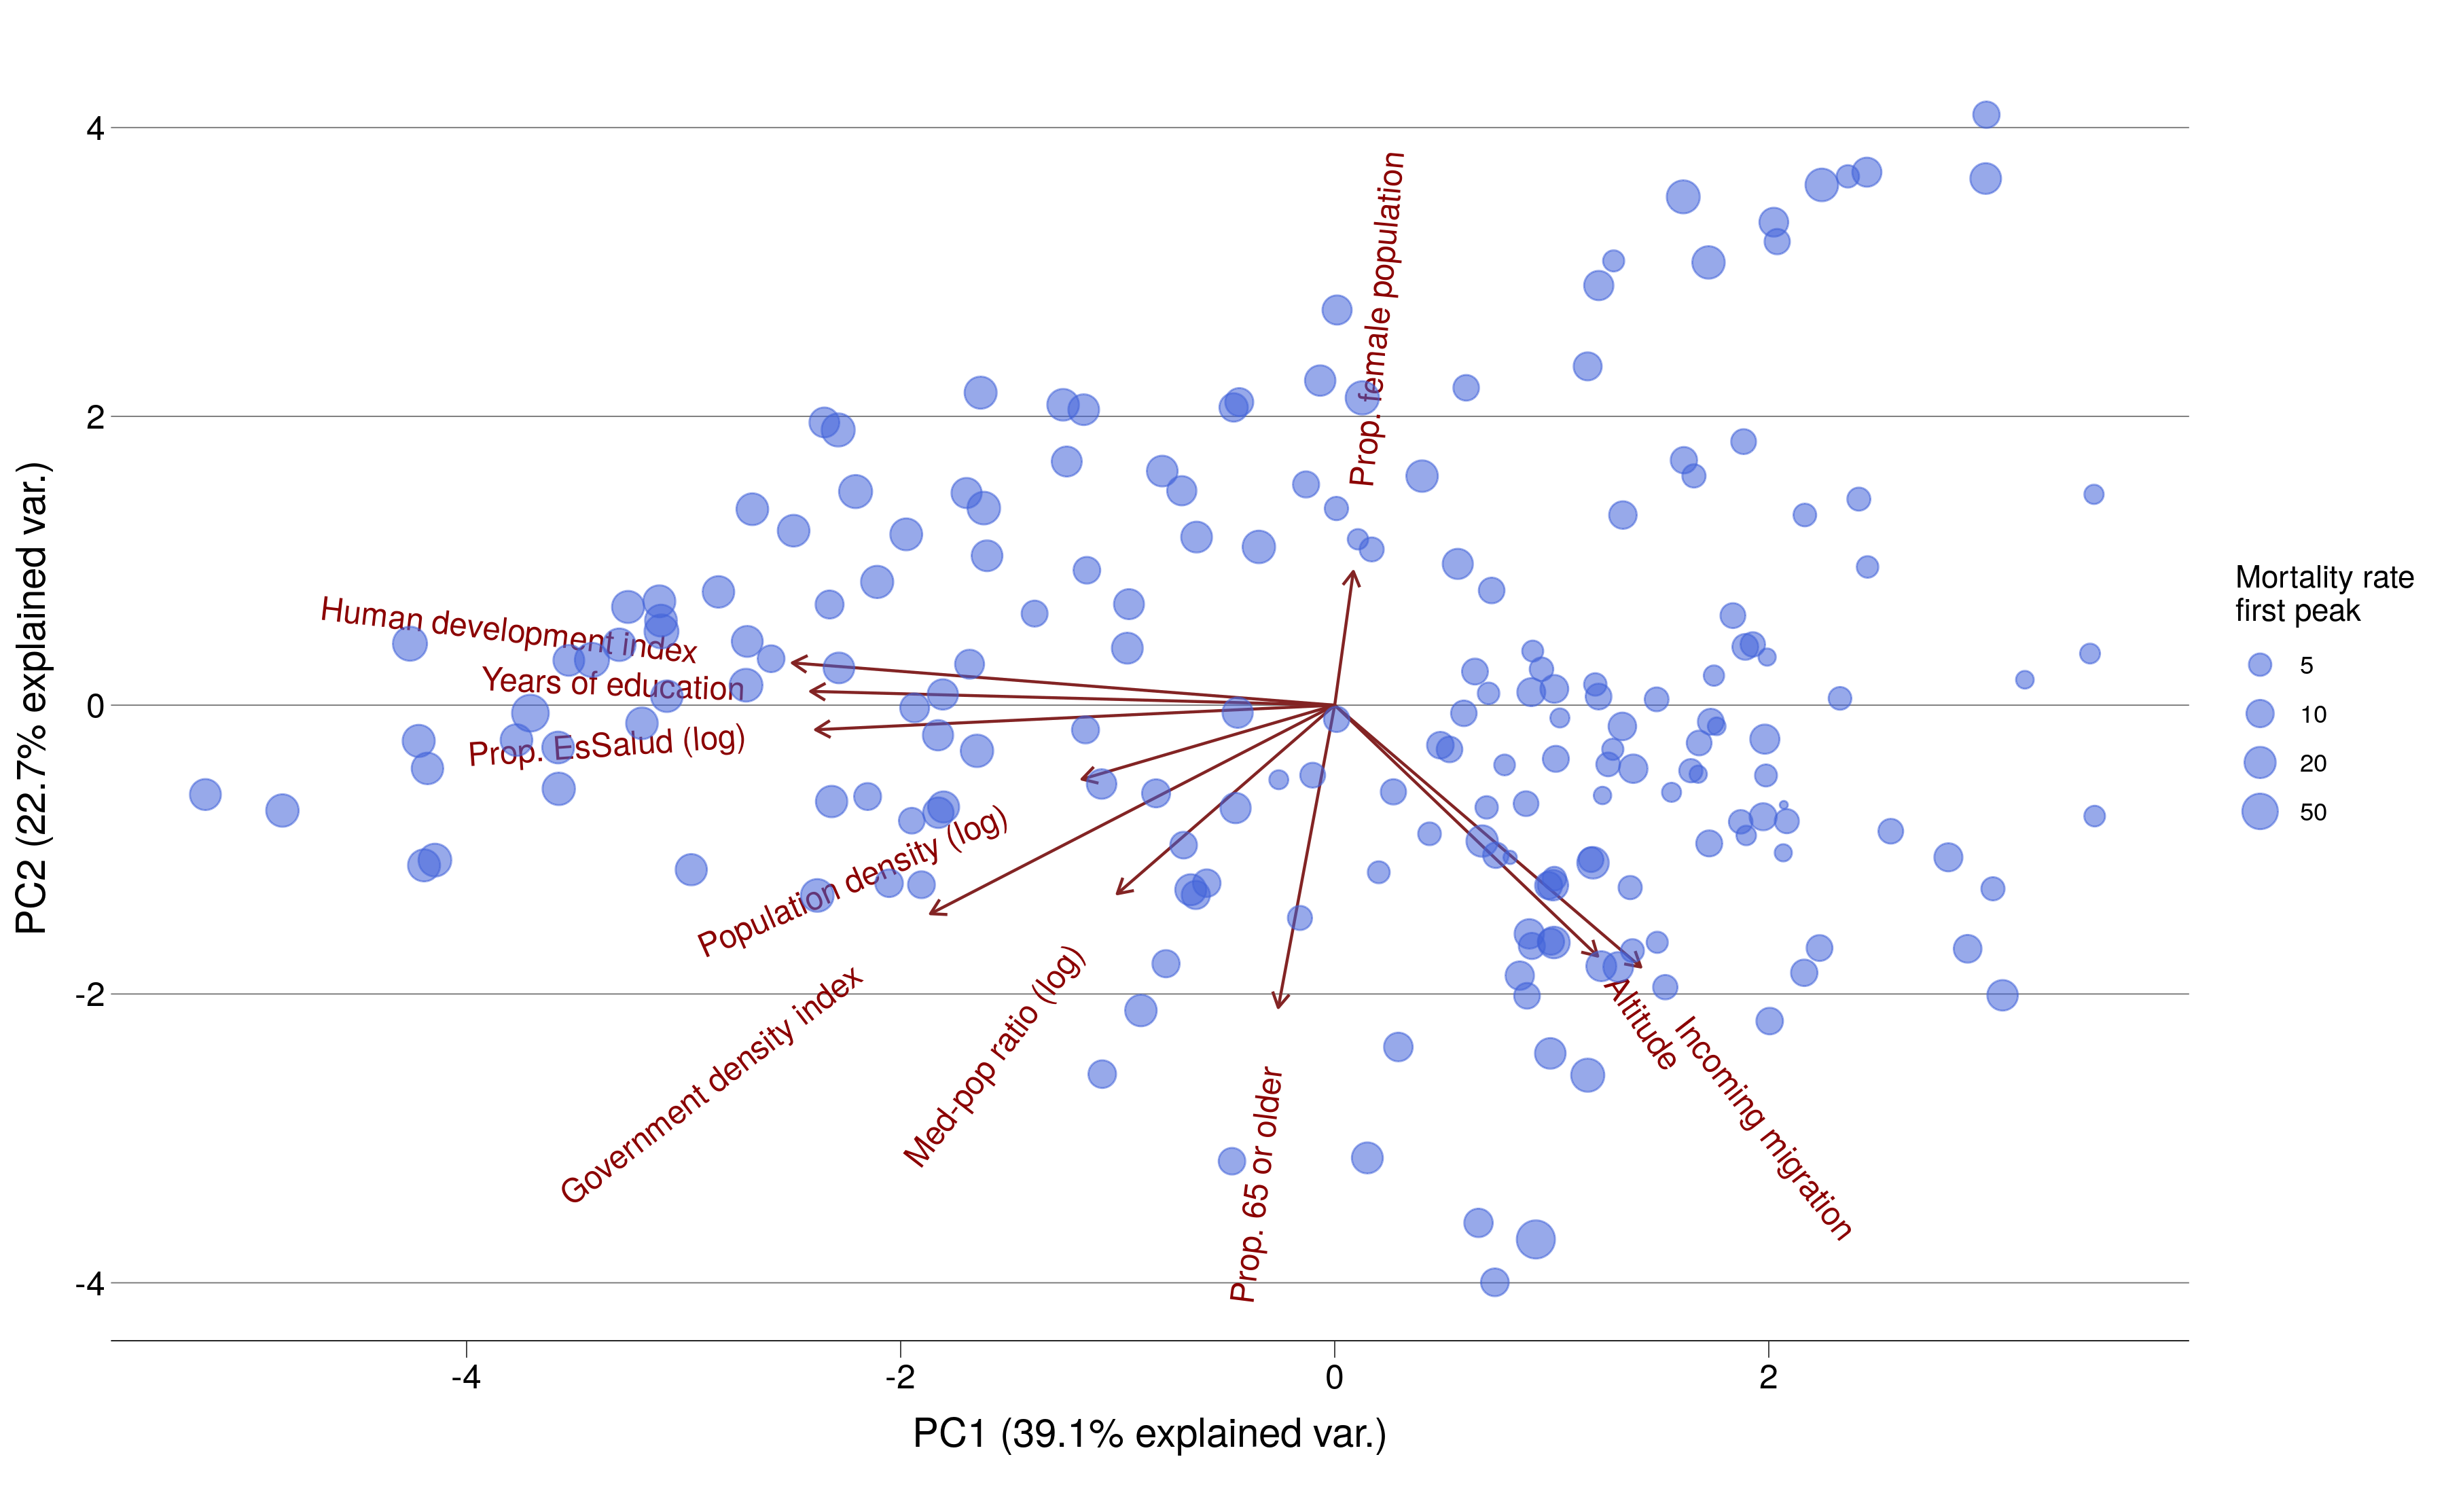 4
2
0
-2
-4
PC2 (22.7% explained var.)
Prop. female population
Human development index
Years of education
Prop. EsSalud (log)
Population density (log)
Government density index
Med-pop ratio (log)
Prop. 65 or older
Altitude
Incoming migration
-4
-2
0
2
PC1 (39.1% explained var.)
Mortality rate
first peak
5
10
20
50